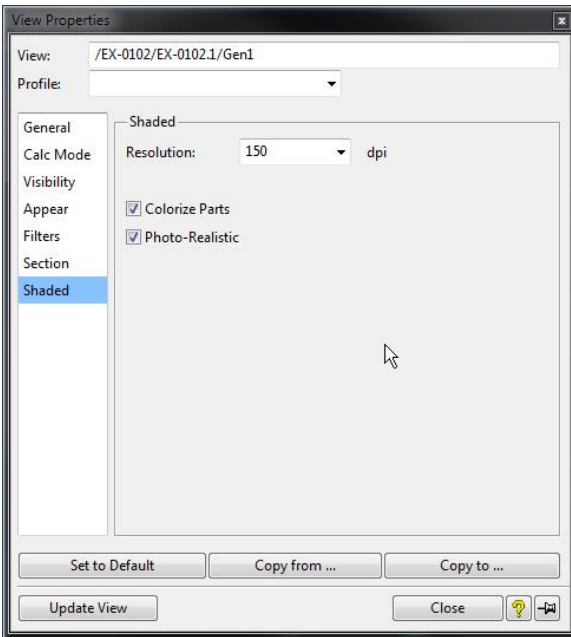 View Properties
View: /EX-0102/EX-0102.1/Gen1
Profile:
General
Calc Mode
Visibility
Appear
Filters
Section
Shaded
Shaded
Resolution: 150 dpi
Colorize Parts
Photo-Realistic
Set to Default Copy from ... Copy to ...
Update View Close ?